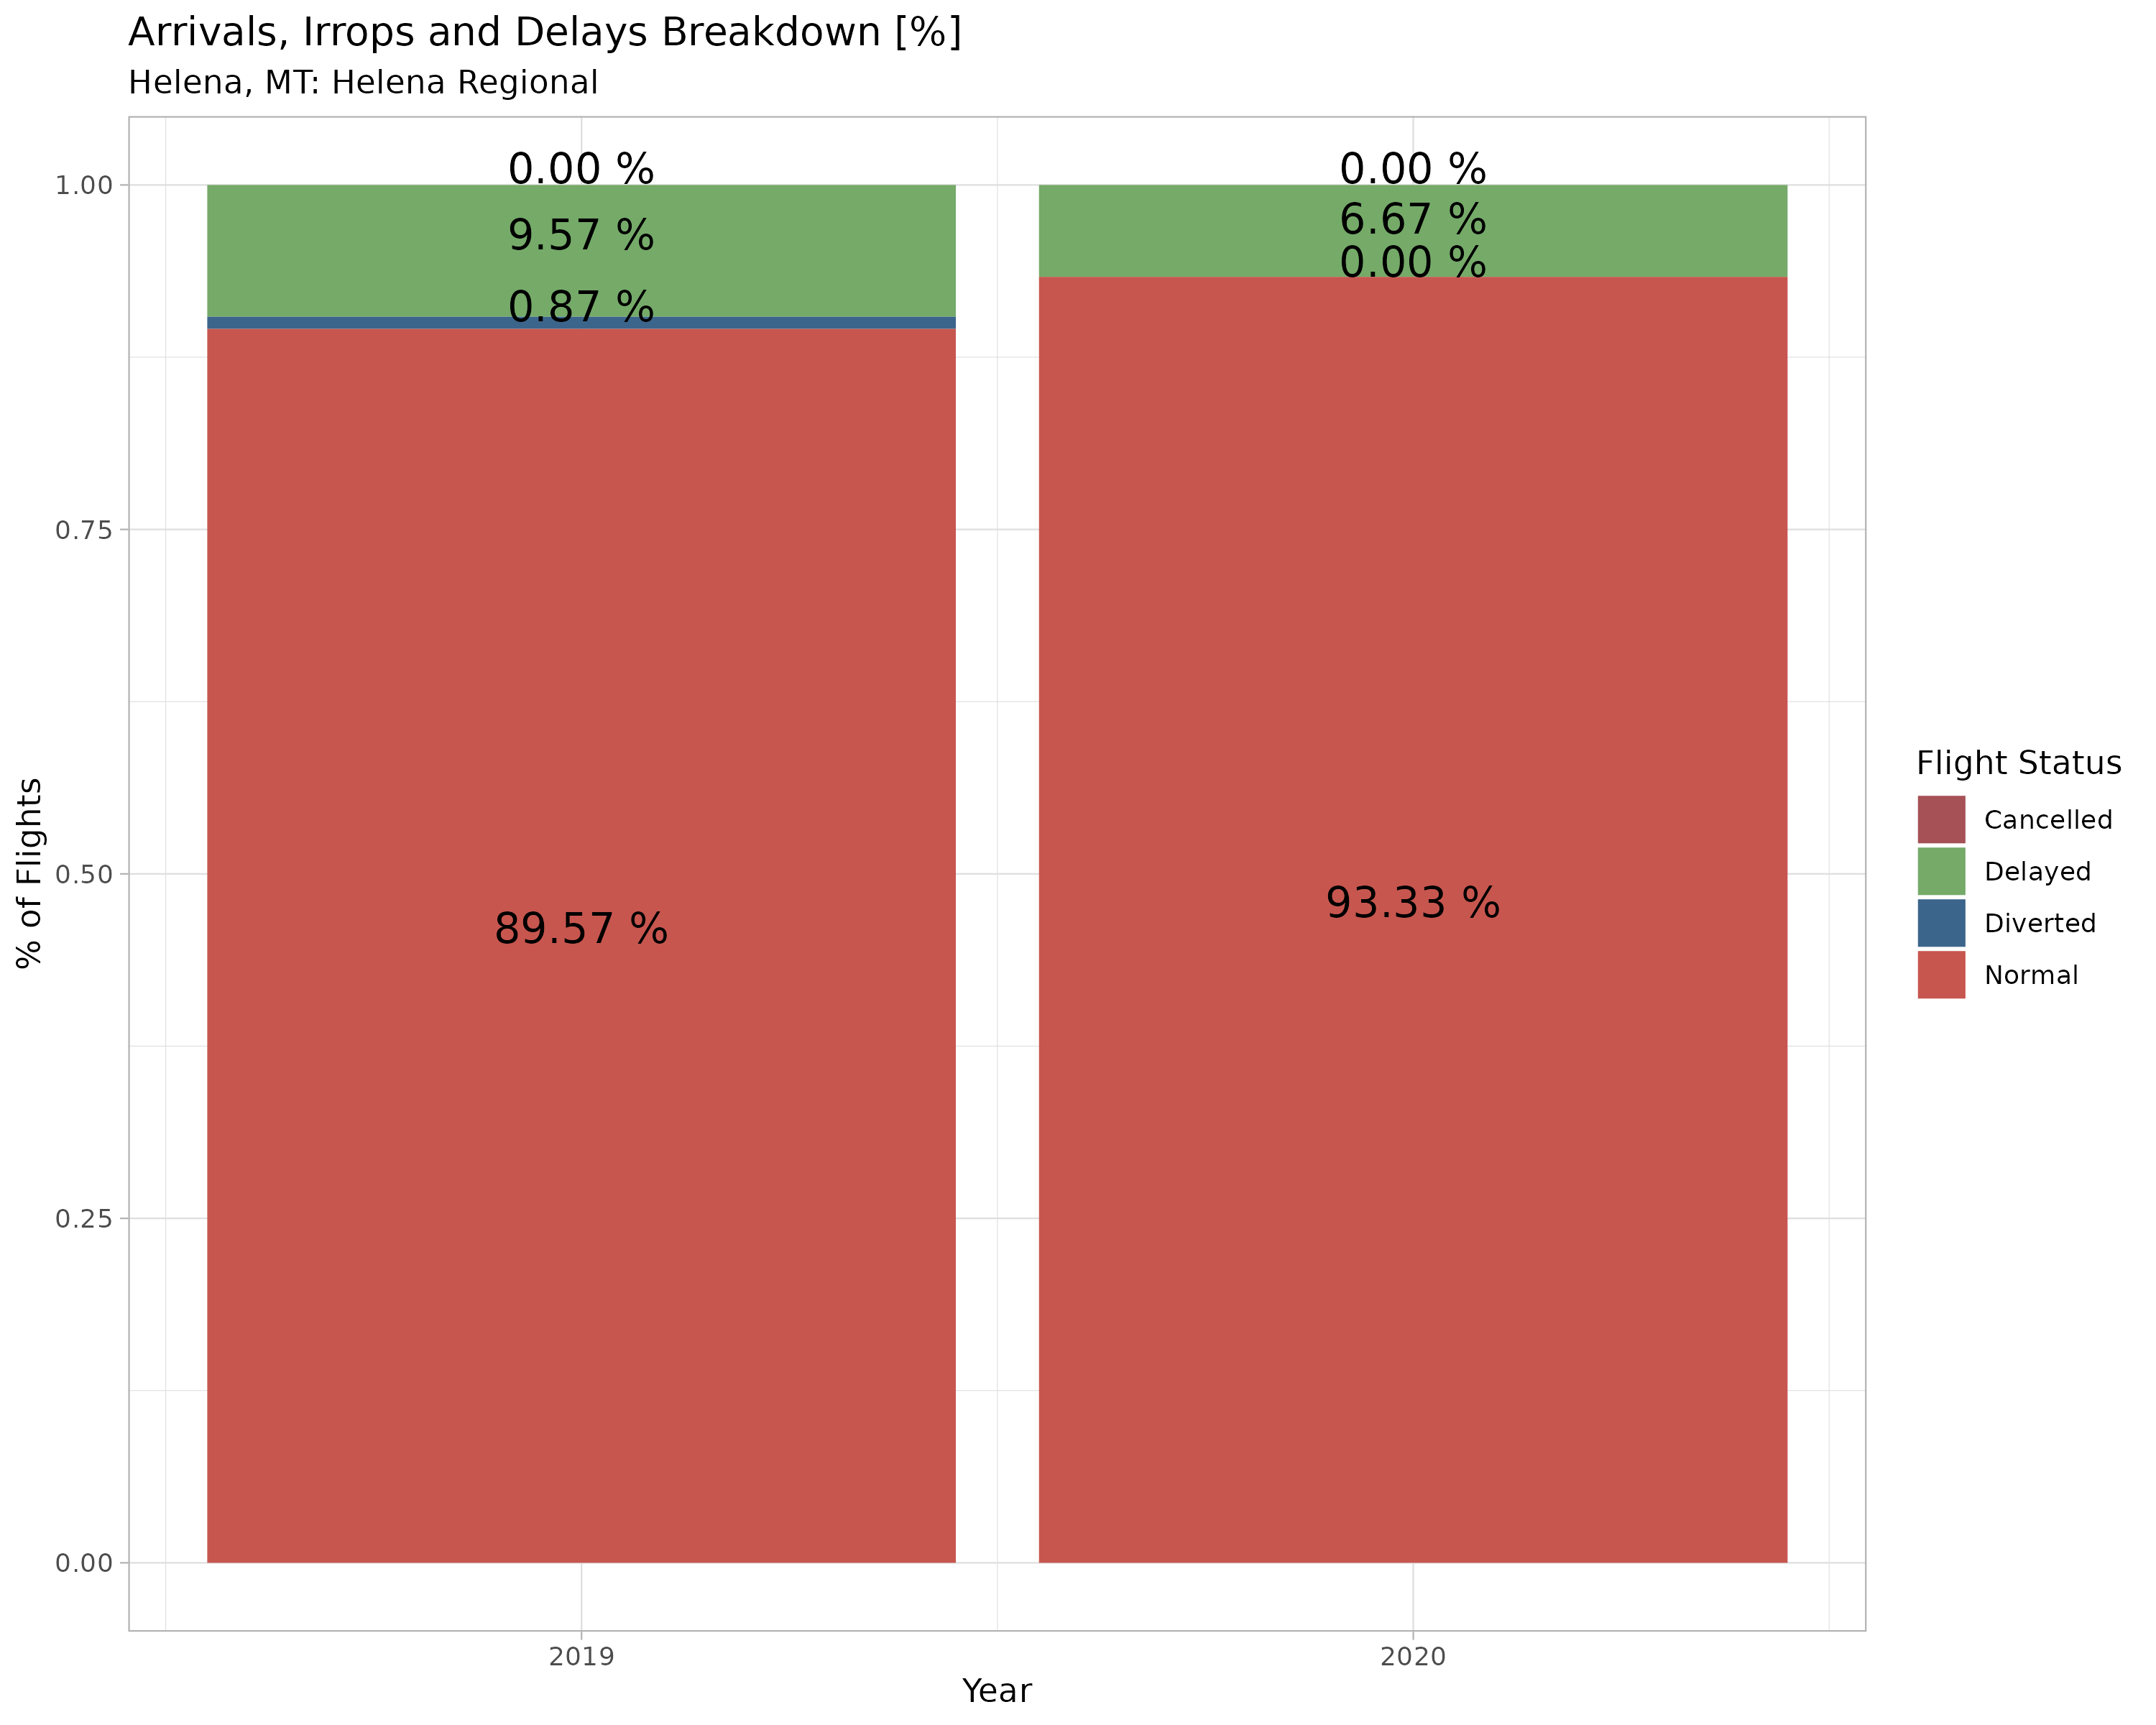 Arrivals, Irrops and Delays Breakdown [%]
Helena, MT: Helena Regional
% of Flights
1.00
0.75
0.50
0.25
0.00
0.00 %
9.57 %
0.87 %
89.57 %
0.00 %
6.67 %
0.00 %
93.33 %
2019
2020
Year
Flight Status
Cancelled
Delayed
Diverted
Normal